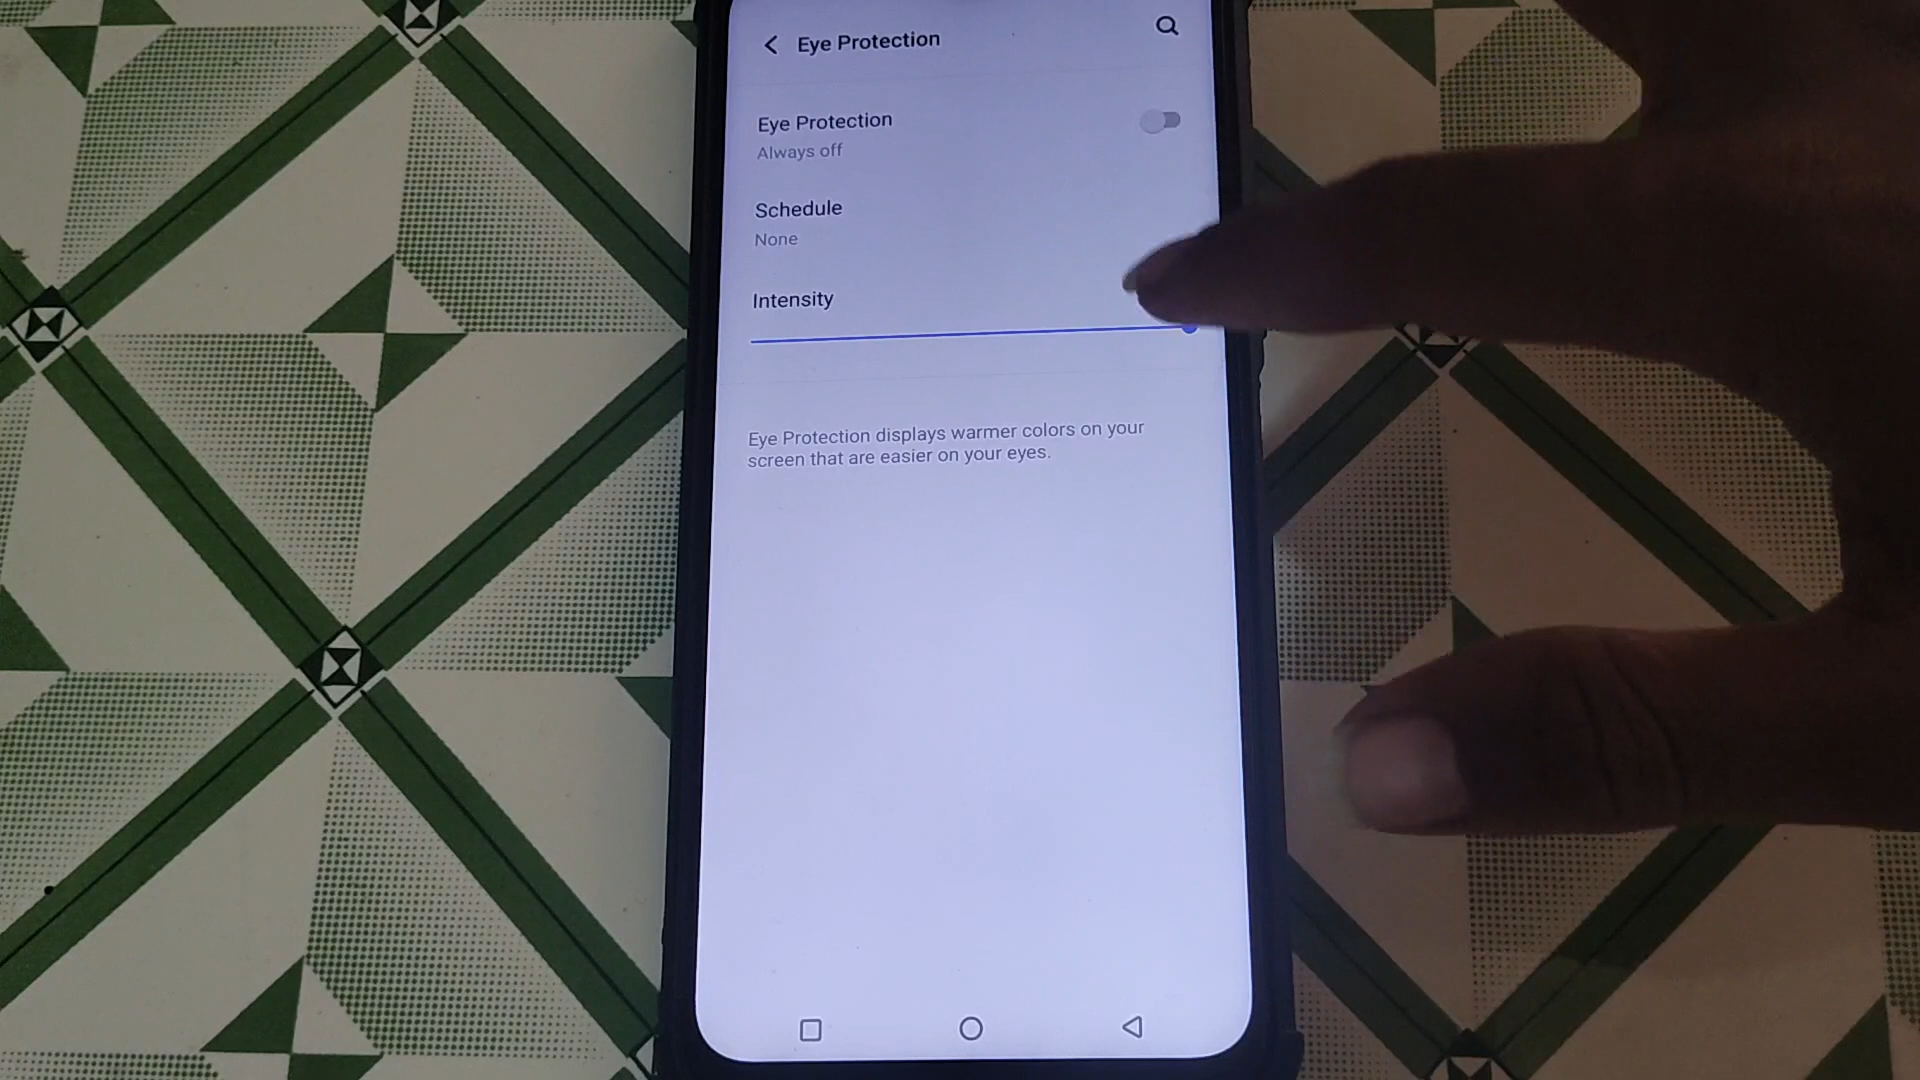 Eye Protection
Eye Protection
Always off
Schedule
None
Intensity
Eye Protection displays warmer colors on your
screen that are easier on your eyes.